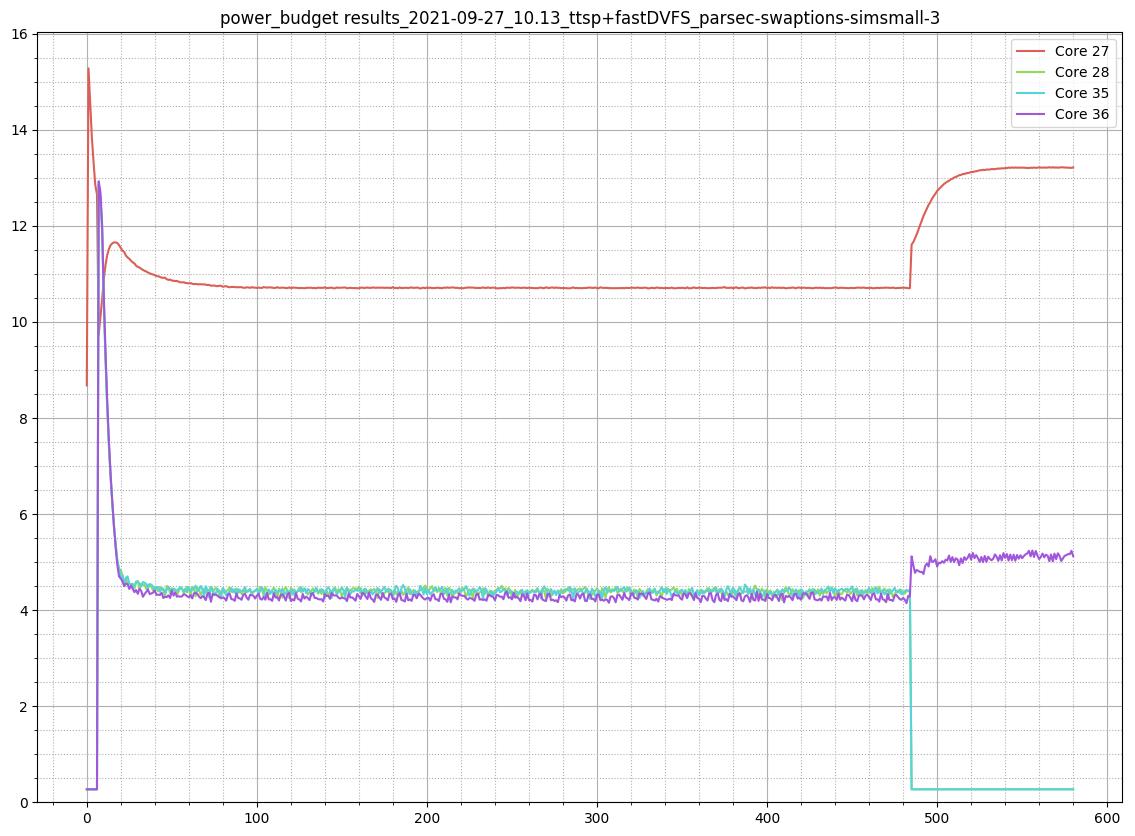 power_budget results_2021-09-27_10.13_ttsp+fastDVFS_parsec-swaptions-simsmall-3
Core 27
Core 28
Core 35
Core 36
16
14
12
10
8
6
4
2
0
0 100 200 300 400 500 600